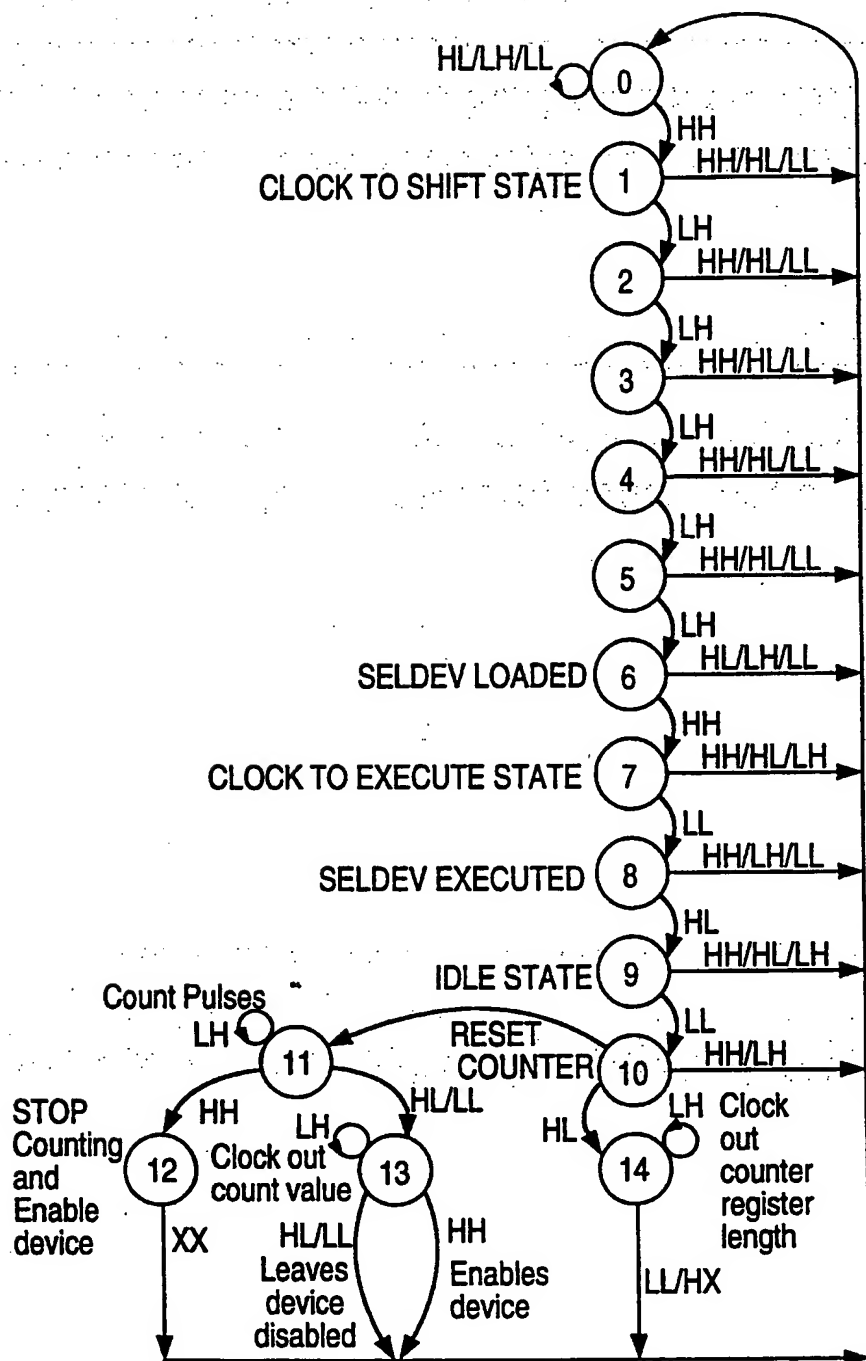 HL/LH/LL
0
HH
CLOCK TO SHIFT STATE
1
HH/HL/LL
LH
2
HH/HL/LL
LH
3
HH/HL/LL
LH
4
HH/HL/LL
LH
5
HH/HL/LL
LH
SELDEV LOADED
6
HL/LH/LL
HH
CLOCK TO EXECUTE STATE
7
HH/HL/LH
LL
SELDEV EXECUTED
8
HH/LH/LL
HL
IDLE STATE
9
HH/HL/LH
LL
Count Pulses
LH
11
RESET
COUNTER
10
HH/LH
HH
HL/LL
HL
STOP
Counting
and
Enable
device
12
XX
LH
Clock out
count value
13
HL/LL
Leaves
device
disabled
HH
Enables
device
14
LH
Clock
out
counter
register
length
LL/HX